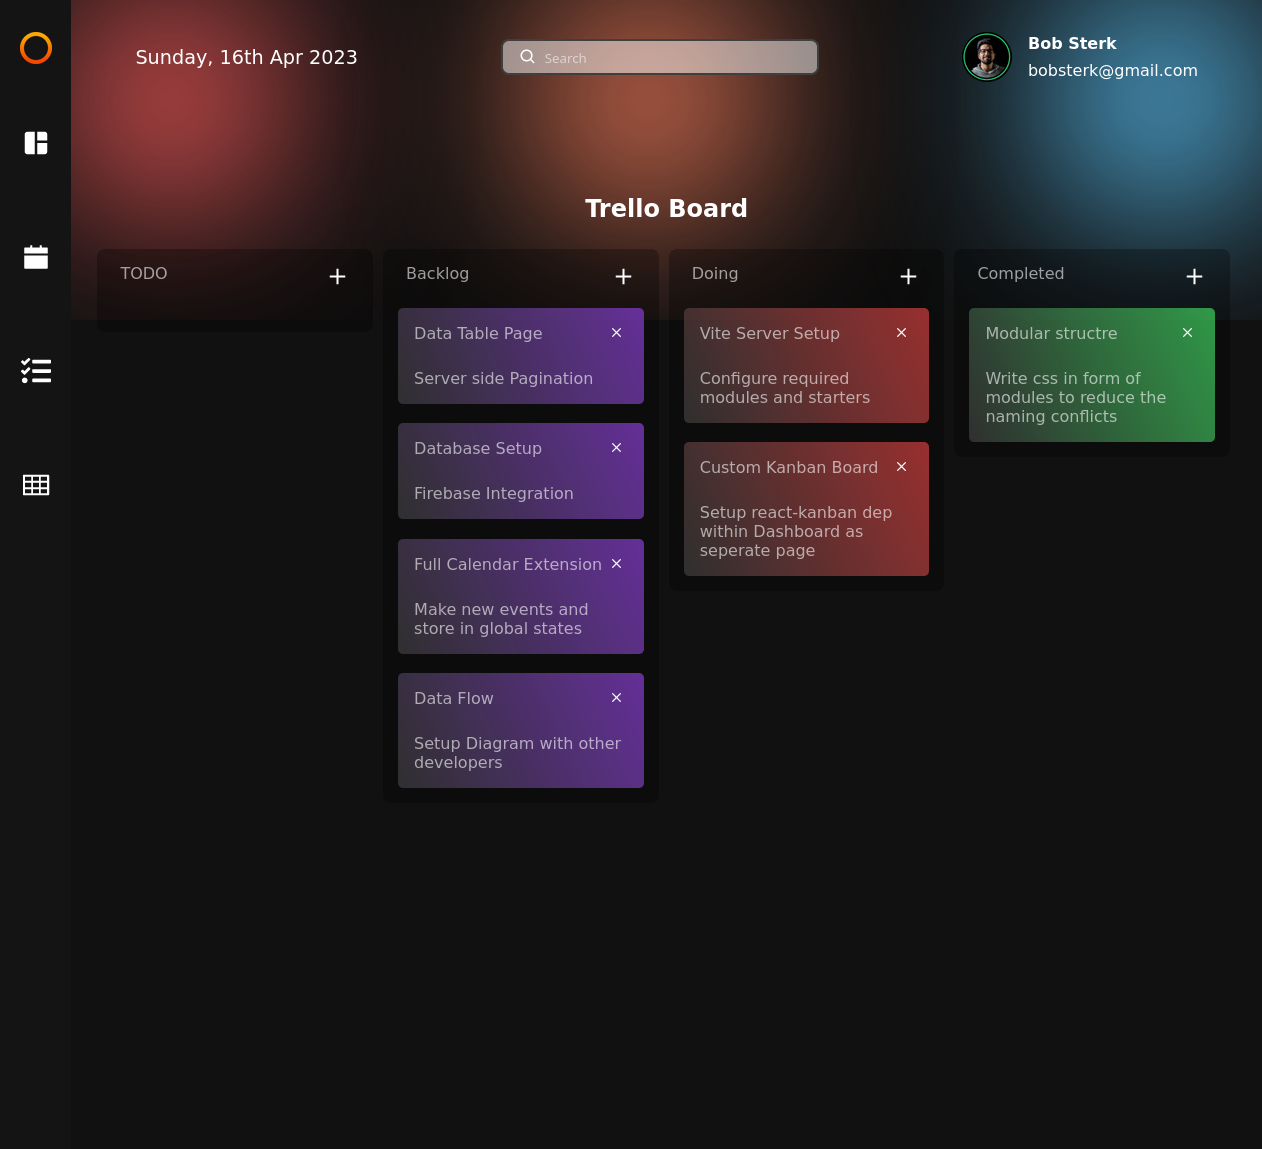 Sunday, 16th Apr 2023
Search
Bob Sterk
bobsterk@gmail.com
Trello Board
TODO
Backlog
Data Table Page
Server side Pagination
Database Setup
Firebase Integration
Full Calendar Extension
Make new events and
store in global states
Data Flow
Setup Diagram with other
developers
Doing
Vite Server Setup
Configure required
modules and starters
Custom Kanban Board
Setup react-kanban dep
within Dashboard as
seperate page
Completed
Modular structre
Write css in form of
modules to reduce the
naming conflicts